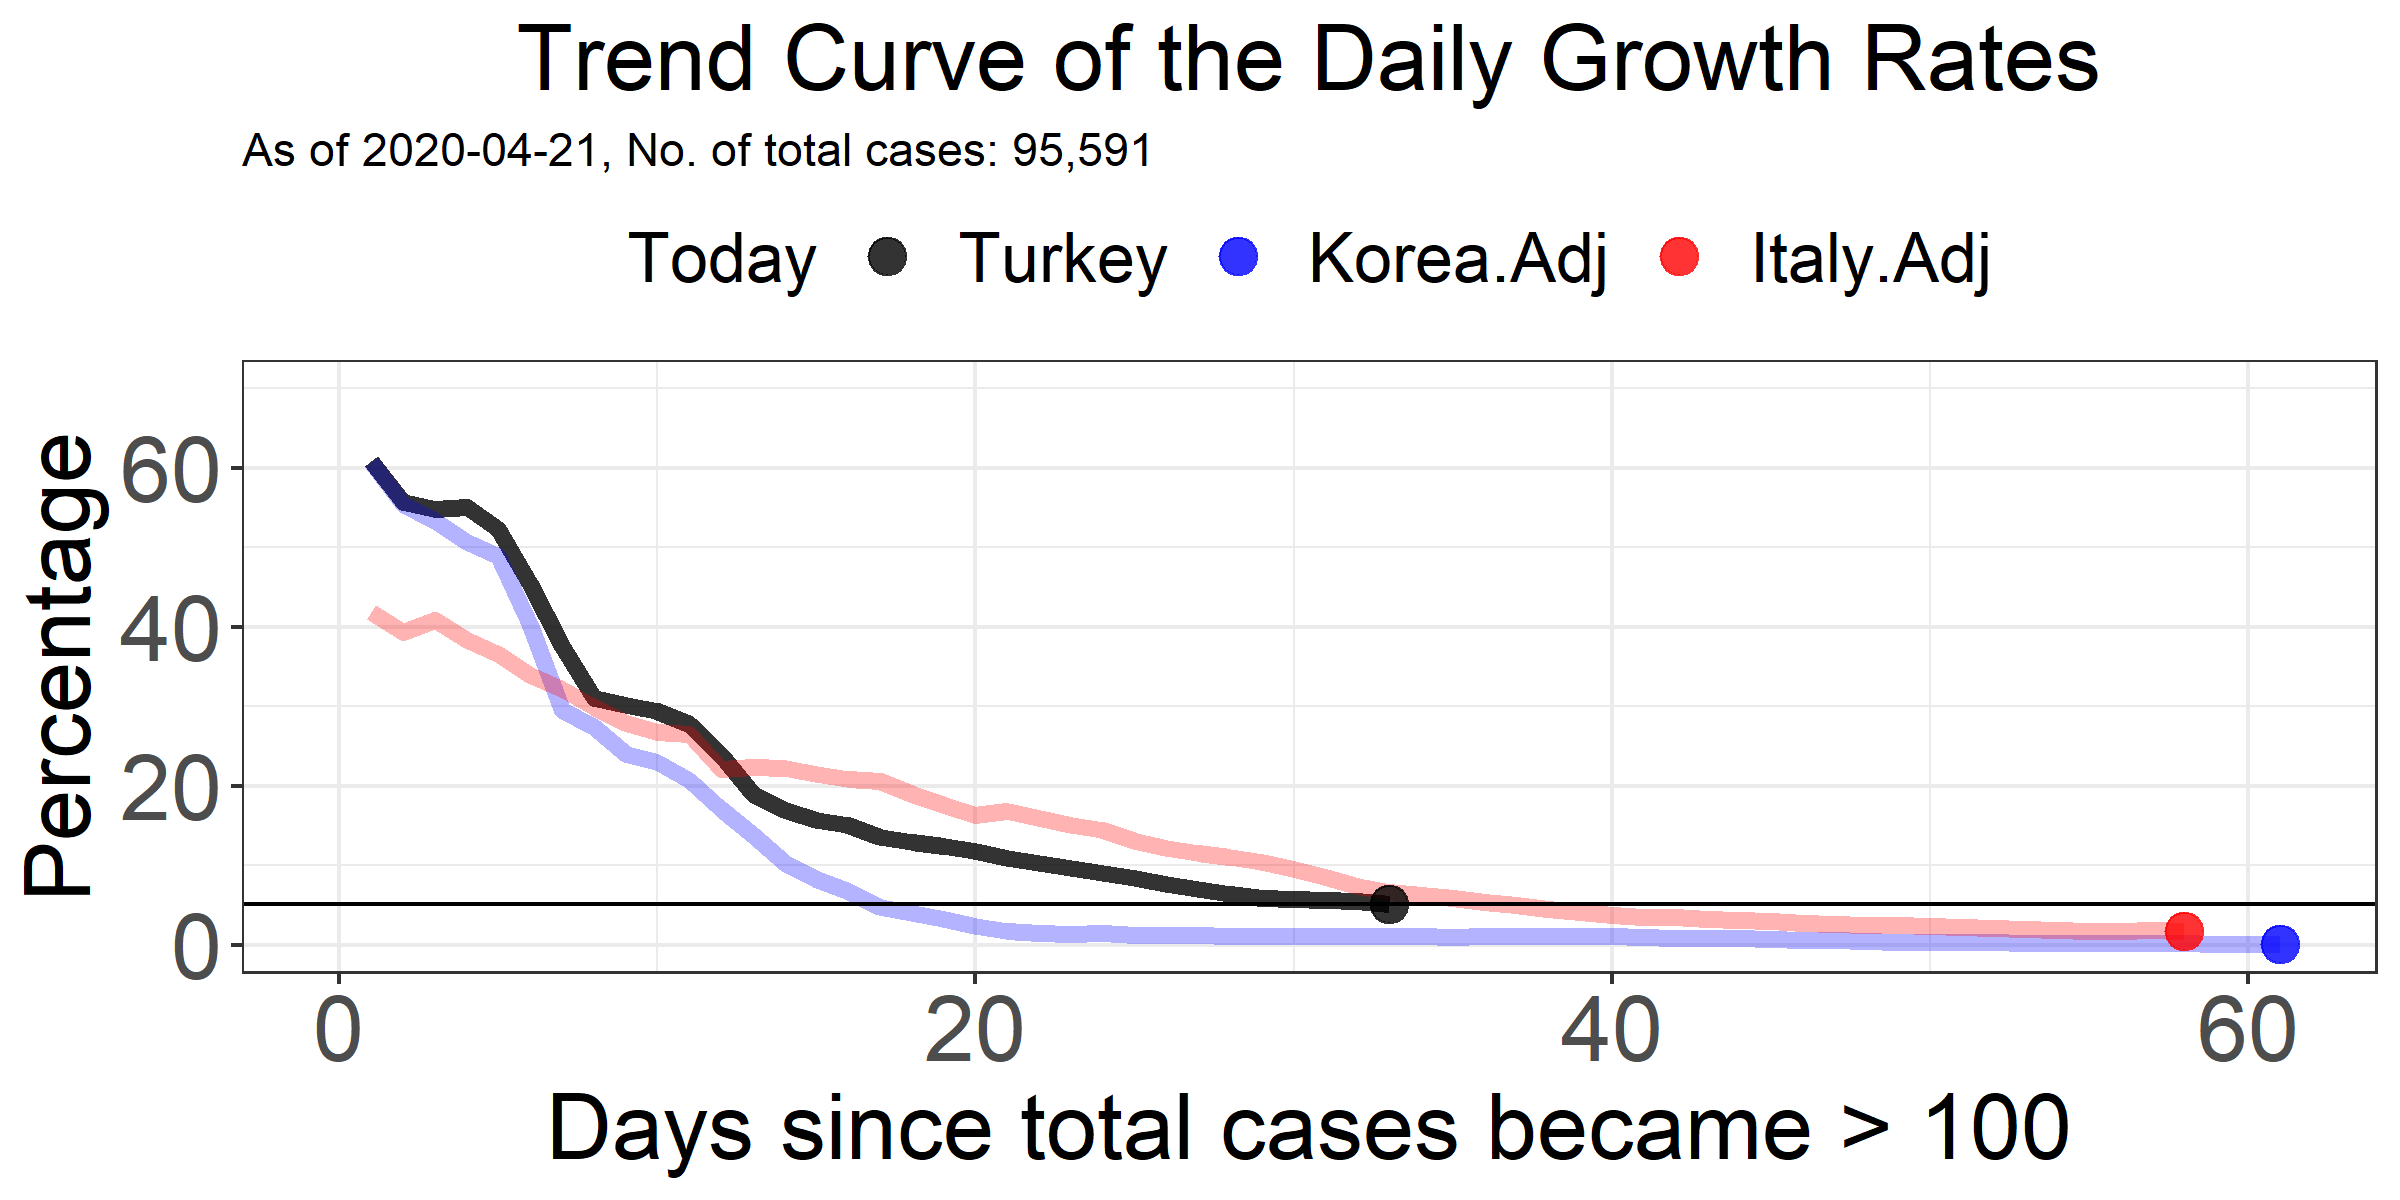 Trend Curve of the Daily Growth Rates
As of 2020-04-21, No. of total cases: 95,591
Today Turkey Korea.Adj Italy.Adj
Percentage
60
40
20
0
0 20 40 60
Days since total cases became > 100